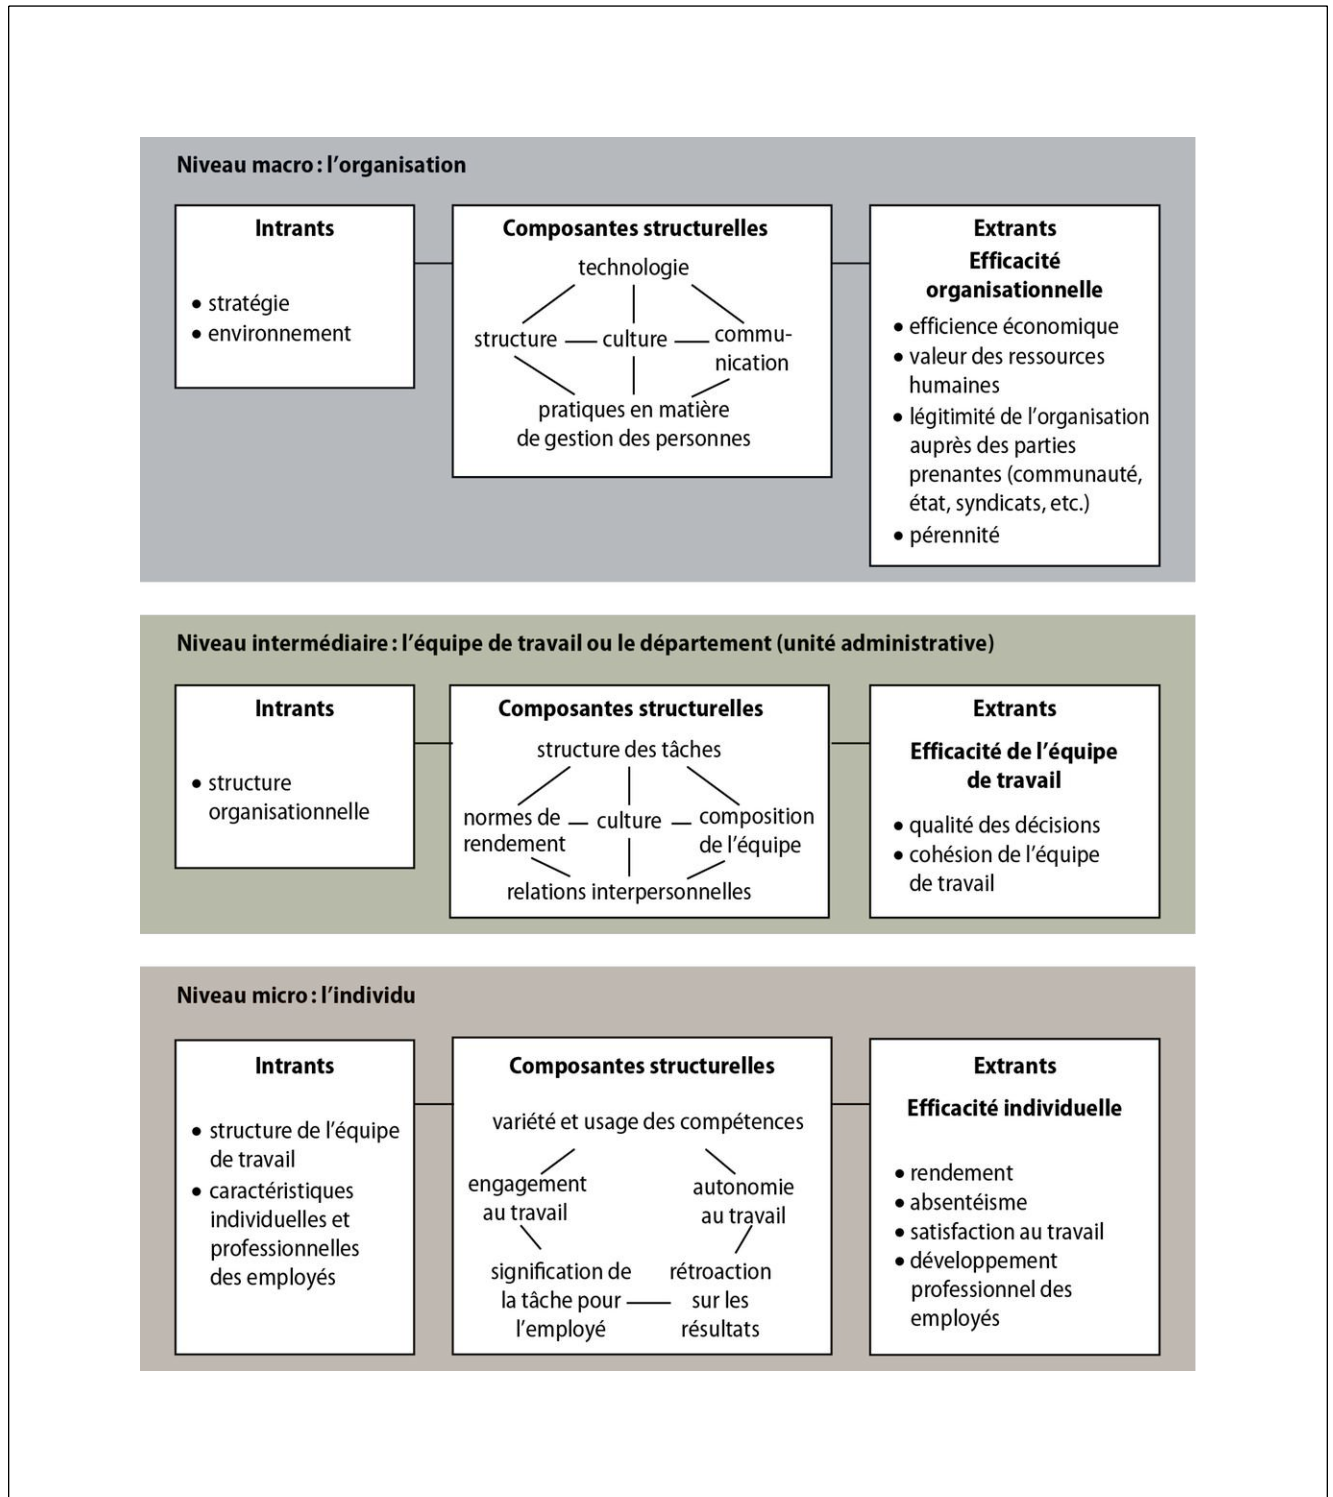 Niveau macro : l'organisation
Intrants
• stratégie
• environnement
Composantes structurelles
technologie
structure — culture — commu-
nication
pratiques en matière
de gestion des personnes
Extrants
Efficacité
organisationnelle
• efficience économique
• valeur des ressources
humaines
• légitimité de l'organisation
auprès des parties
prenantes (communauté,
état, syndicats, etc.)
• pérennité
Niveau intermédiaire : l'équipe de travail ou le département (unité administrative)
Intrants
• structure
organisationnelle
Composantes structurelles
structure des tâches
normes de
rendement
culture
composition
de l'équipe
relations interpersonnelles
Extrants
Efficacité de l'équipe
de travail
• qualité des décisions
• cohésion de l'équipe
de travail
Niveau micro : l'individu
Intrants
• structure de l'équipe
de travail
• caractéristiques
individuelles et
professionnelles
des employés
Composantes structurelles
variété et usage des compétences
engagement
au travail
autonomie
au travail
signification de
la tâche pour
l'employé
rétroaction
sur les
résultats
Extrants
Efficacité individuelle
• rendement
• absentéisme
• satisfaction au travail
• développement
professionnel des
employés